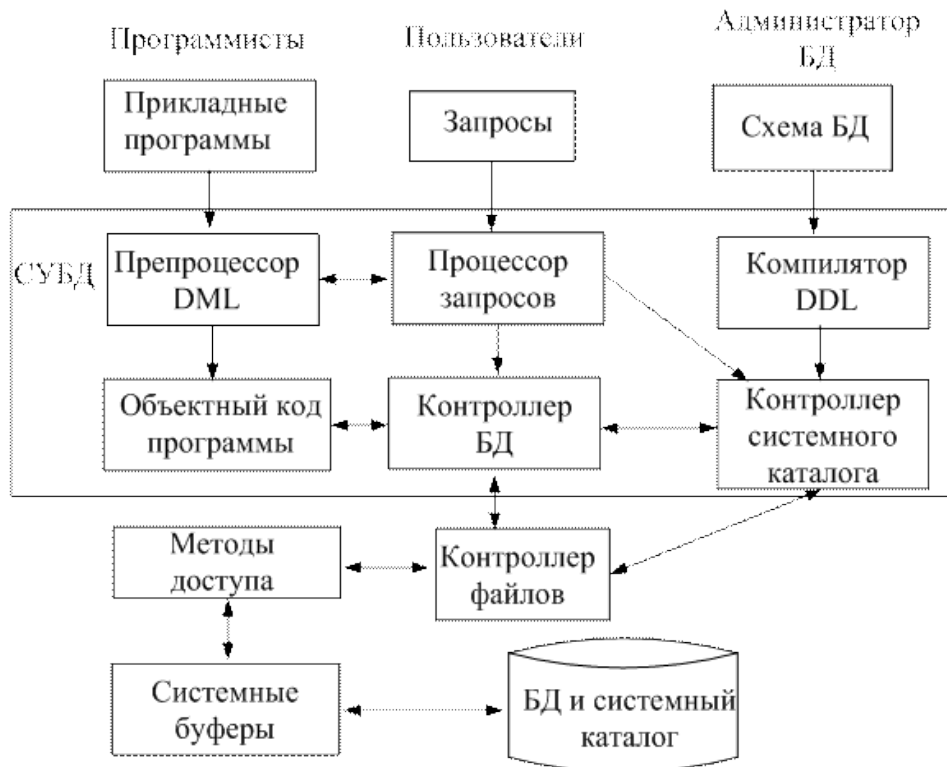 Программисты
Пользователи
Администратор
БД
Прикладные
программы
Запросы
Схема БД
СУБД
Препроцессор
DML
Процессор
запросов
Компилятор
DDL
Объектный код
программы
Контроллер
БД
Контроллер
системного
каталога
Методы
доступа
Контроллер
файлов
Системные
буферы
БД и системный
каталог